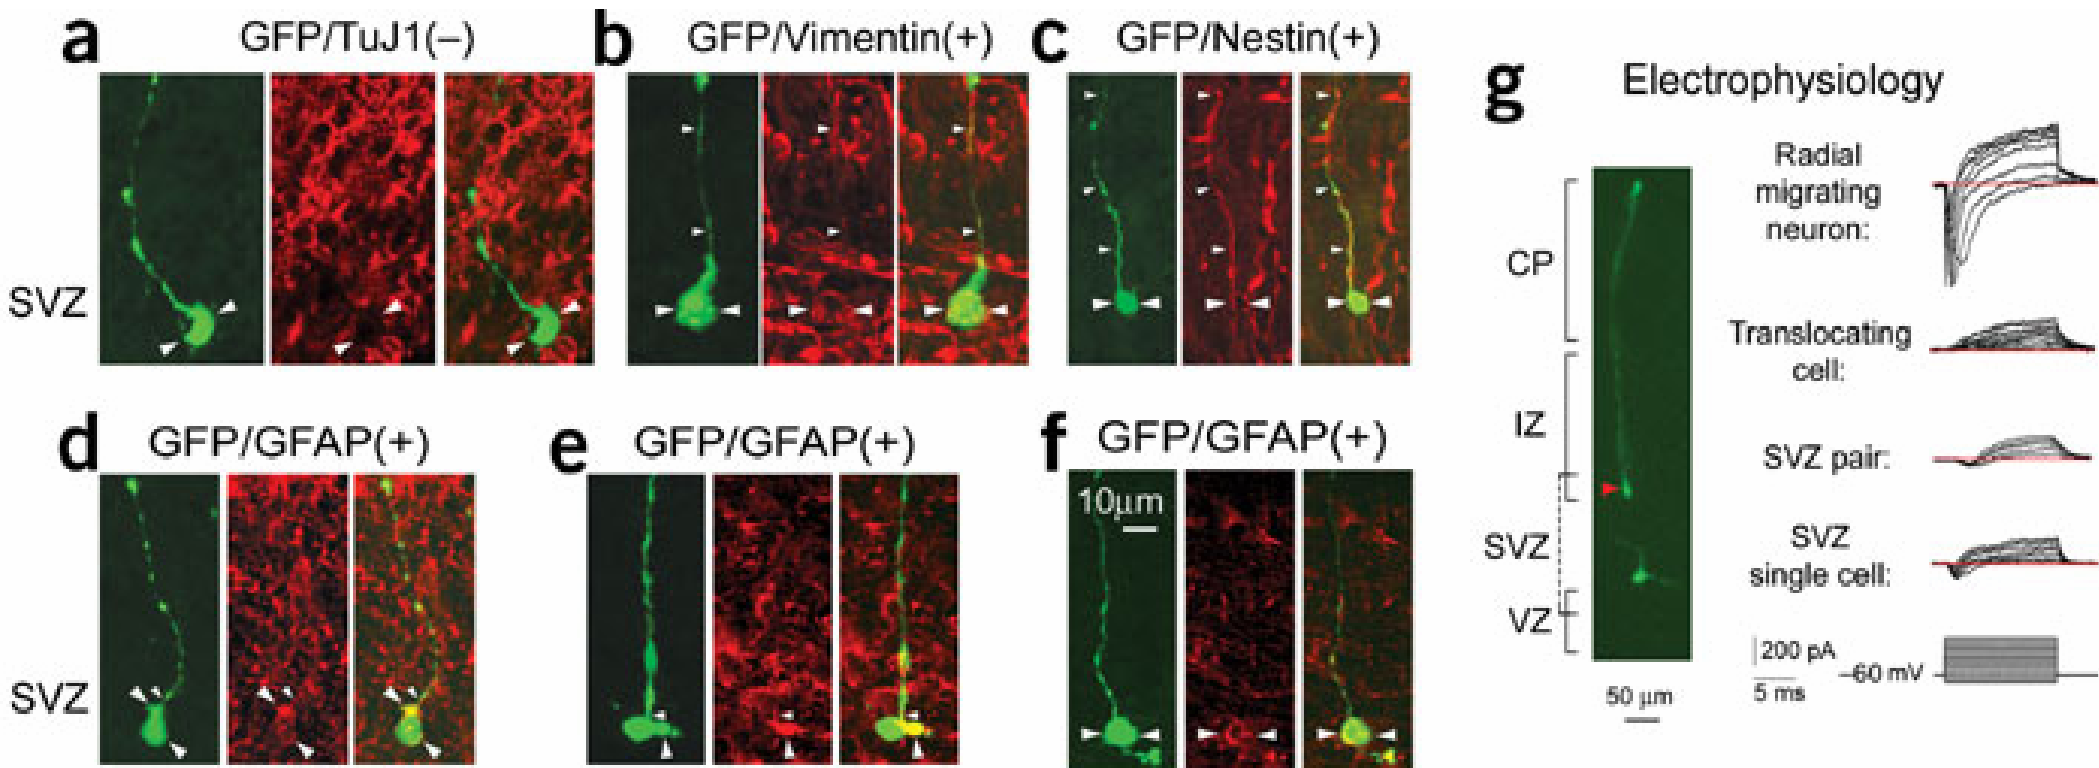 a GFP/TuJ1(–)
b GFP/Vimentin(+)
c GFP/Nestin(+)
SVZ
d GFP/GFAP(+)
e GFP/GFAP(+)
f GFP/GFAP(+)
10μm
SVZ
g Electrophysiology
CP
IZ
SVZ
VZ
50 μm
Radial
migrating
neuron:
Translocating
cell:
SVZ pair:
SVZ
single cell:
200 pA
5 ms
–60 mV